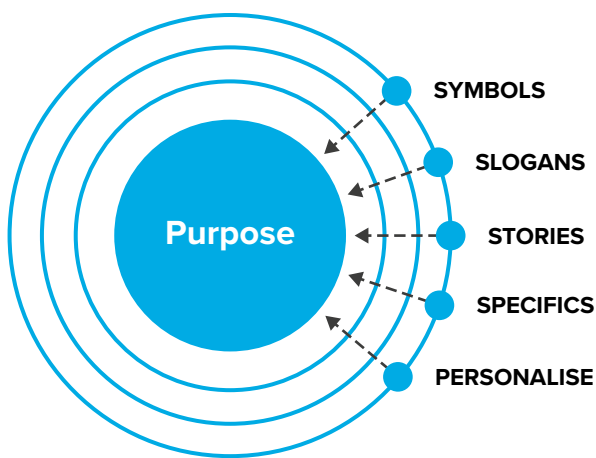 SYMBOLS
SLOGANS
Purpose
STORIES
SPECIFICS
PERSONALISE